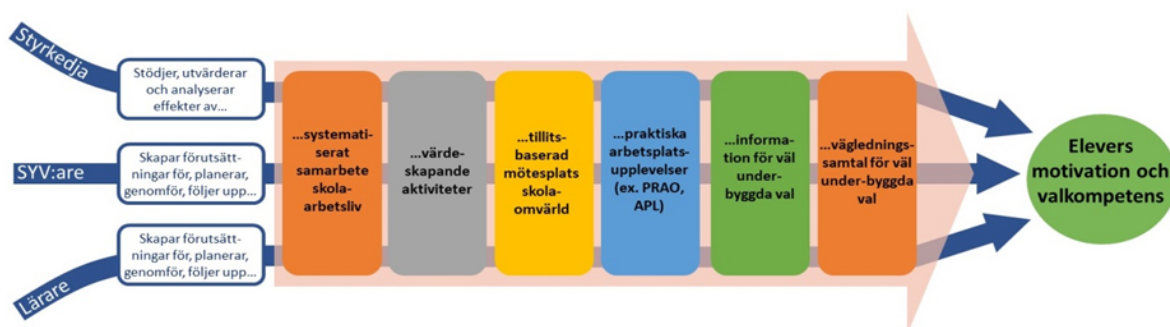 Styrkedja
Stödjer, utvärderar
och analyserar
effekter av...
SYV:are
Skapar förutsätt-
ningar för, planerar,
genomför, följer upp...
Lärare
Skapar förutsätt-
ningar för, planerar,
genomför, följer upp...
...systemati-
serat
samarbete
skola-
arbetsliv
...värde-
skapande
aktiviteter
...tillits-
baserad
mötesplats
skola-
omvärld
...praktiska
arbetsplats-
upplevelser
(ex. PRAO,
APL)
...informa-
tion för väl
under-
byggda val
...väglednings-
samtal för väl
under-byggda
val
Elevers
motivation och
valkompetens